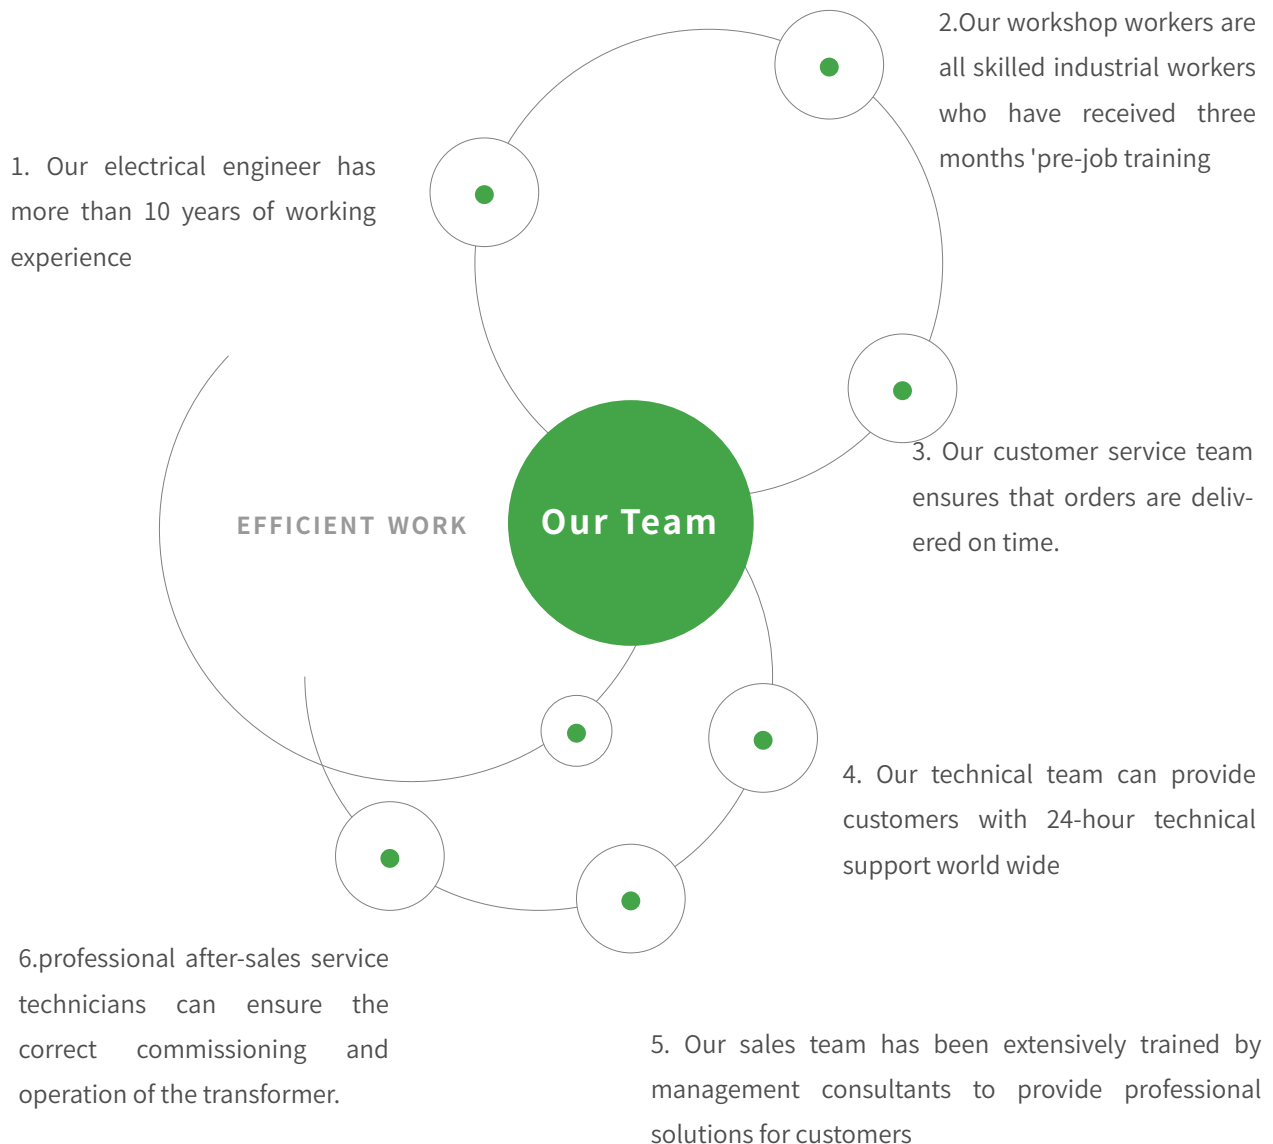 1. Our electrical engineer has
more than 10 years of working
experience
2.Our workshop workers are
all skilled industrial workers
who have received three
months 'pre-job training
3. Our customer service team
ensures that orders are deliv-
ered on time.
EFFICIENT WORK
Our Team
4. Our technical team can provide
customers with 24-hour technical
support world wide
5. Our sales team has been extensively trained by
management consultants to provide professional
solutions for customers
6.professional after-sales service
technicians can ensure the
correct commissioning and
operation of the transformer.